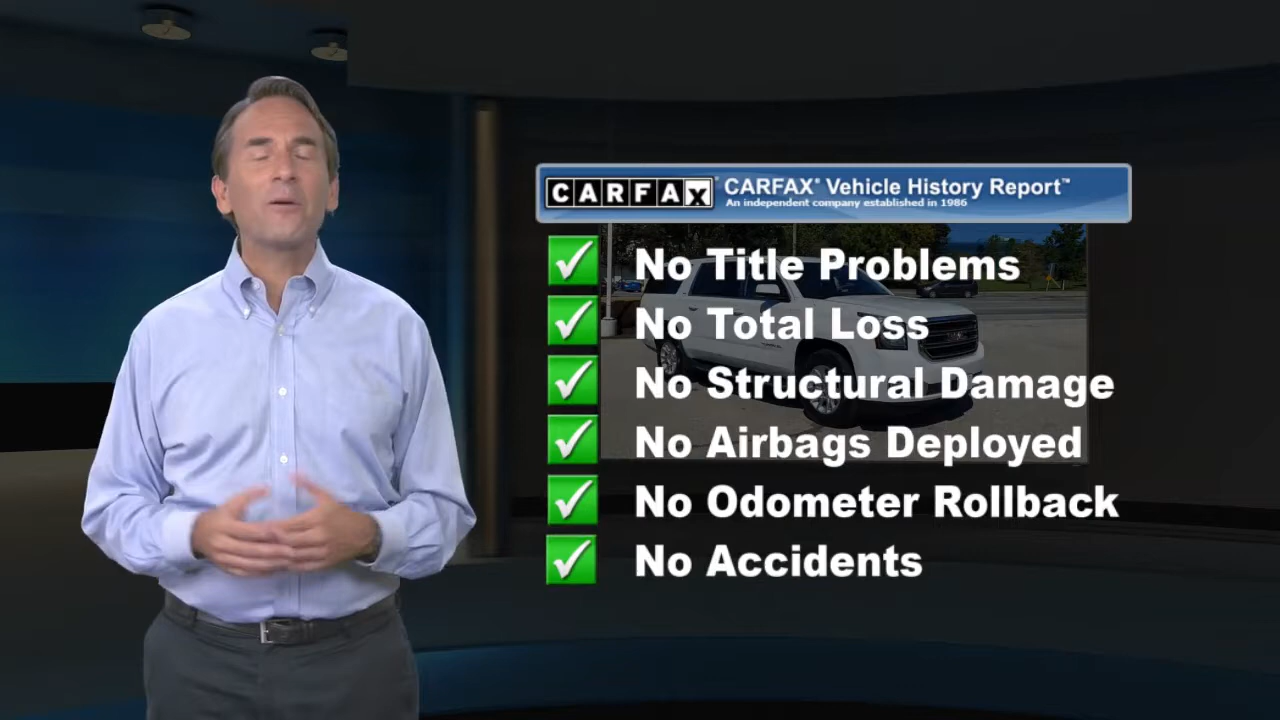 CARFAX® CARFAX® Vehicle History Report™
An independent company established in 1986
No Title Problems
No Total Loss
No Structural Damage
No Airbags Deployed
No Odometer Rollback
No Accidents